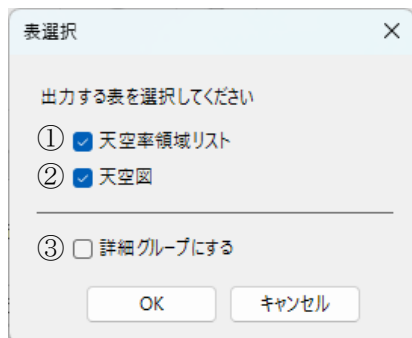 表選択
出力する表を選択してください
① 天空率領域リスト
② 天空図
③ 詳細グループにする
OK キャンセル